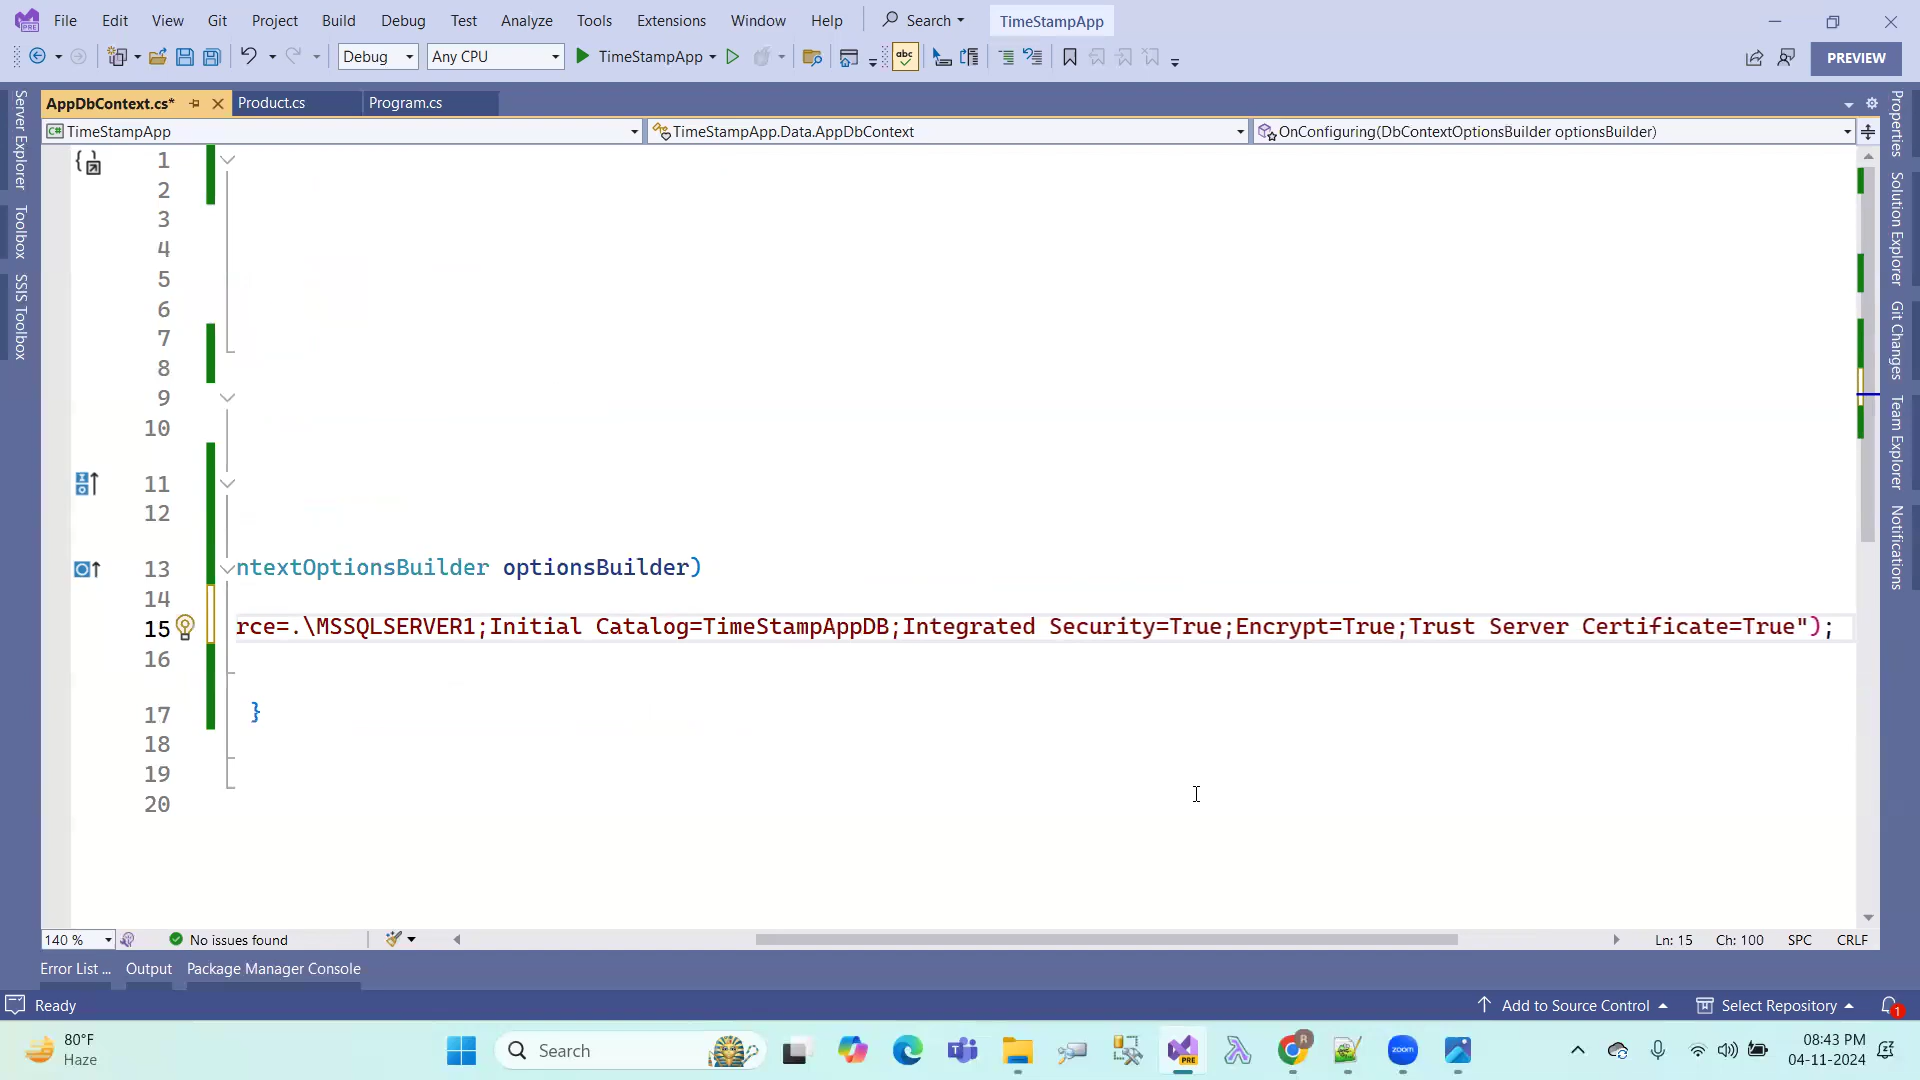 File Edit View Git Project Build Debug Test Analyze Tools Extensions Window Help Search TimeStampApp
Debug Any CPU TimeStampApp abc PREVIEW
AppDbContext.cs* Product.cs Program.cs
TimeStampApp TimeStampApp.Data.AppDbContext OnConfiguring(DbContextOptionsBuilder optionsBuilder)
Server Explorer
Toolbox
SSIS Toolbox
1
2
3
4
5
6
7
8
9
10
11
12
13 ntextOptionsBuilder optionsBuilder)
14
15 rce=.\MSSQLSERVER1;Initial Catalog=TimeStampAppDB;Integrated Security=True;Encrypt=True;Trust Server Certificate=True");
16
17 }
18
19
20
Properties
Solution Explorer
Git Changes
Team Explorer
Notifications
140 % No issues found Ln: 15 Ch: 100 SPC CRLF
Error List ... Output Package Manager Console
Ready Add to Source Control Select Repository 1
80°F
Haze
Search
PRE
R
zoom
08:43 PM
04-11-2024